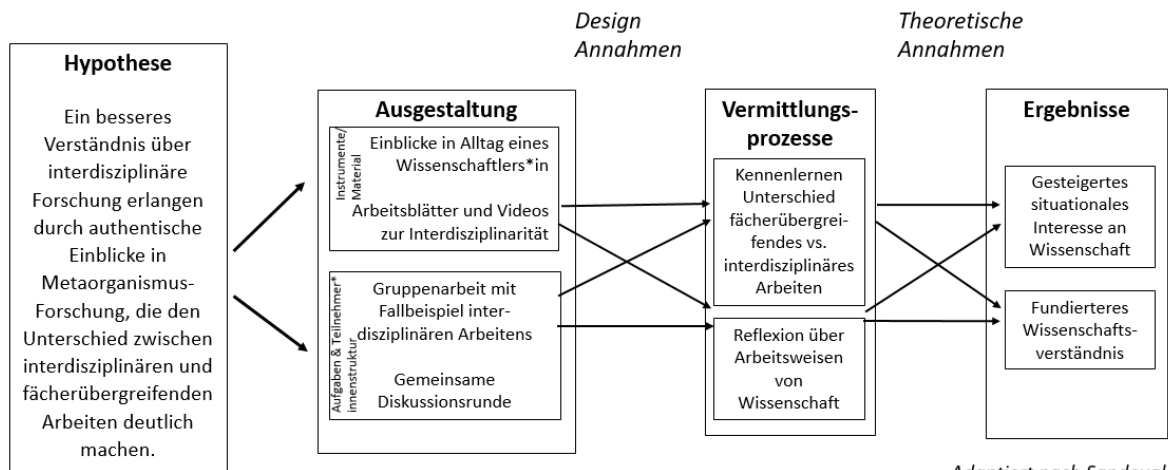 Design
Annahmen
Theoretische
Annahmen
Hypothese
Ein besseres
Verständnis über
interdisziplinäre
Forschung erlangen
durch authentische
Einblicke in
Metaorganismus-
Forschung, die den
Unterschied zwischen
interdisziplinären und
fächerübergreifenden
Arbeiten deutlich
machen.
Ausgestaltung
Instrumente/
Material
Einblicke in Alltag eines
Wissenschaftlers*in
Arbeitsblätter und Videos
zur Interdisziplinarität
Aufgaben & Teilnehmer*
innenstruktur
Gruppenarbeit mit
Fallbeispiel inter-
disziplinären Arbeitens
Gemeinsame
Diskussionsrunde
Vermittlungs-
prozesse
Kennenlernen
Unterschied
fächerübergrei-
fendes vs.
interdisziplinäres
Arbeiten
Reflexion über
Arbeitsweisen
von
Wissenschaft
Ergebnisse
Gesteigertes
situationales
Interesse an
Wissenschaft
Fundierteres
Wissenschafts-
verständnis
Adaptiert nach Sandoval